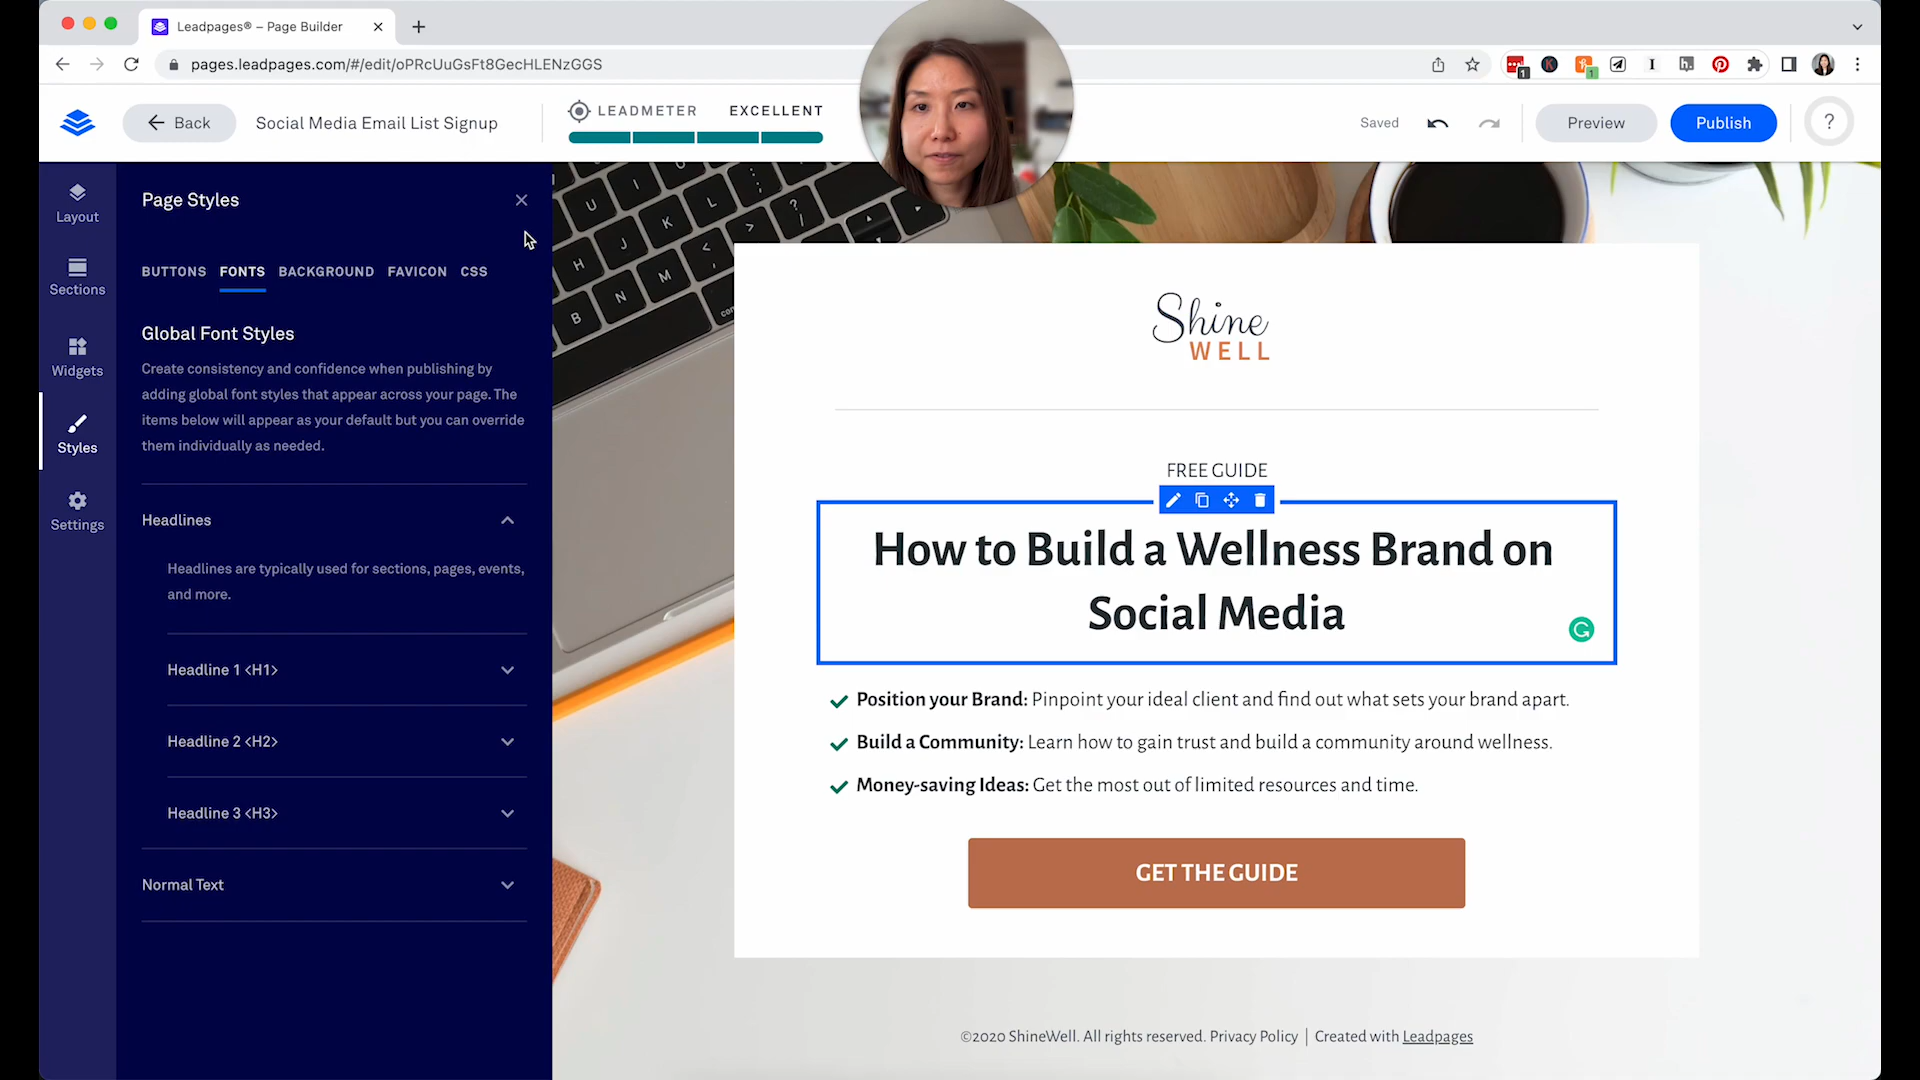 Leadpages® – Page Builder
pages.leadpages.com/#/edit/oPRcUuGsFt8GecHLENzGGS
1
1
Back
Social Media Email List Signup
LEADMETER EXCELLENT
Saved
Preview
Publish
?
Layout
Sections
Widgets
Styles
Settings
Page Styles
BUTTONS FONTS BACKGROUND FAVICON CSS
Global Font Styles
Create consistency and confidence when publishing by
adding global font styles that appear across your page. The
items below will appear as your default but you can override
them individually as needed.
Headlines
Headlines are typically used for sections, pages, events,
and more.
Headline 1 <H1>
Headline 2 <H2>
Headline 3 <H3>
Normal Text
Shine
WELL
FREE GUIDE
How to Build a Wellness Brand on
Social Media
Position your Brand: Pinpoint your ideal client and find out what sets your brand apart.
Build a Community: Learn how to gain trust and build a community around wellness.
Money-saving Ideas: Get the most out of limited resources and time.
GET THE GUIDE
©2020 ShineWell. All rights reserved. Privacy Policy | Created with Leadpages